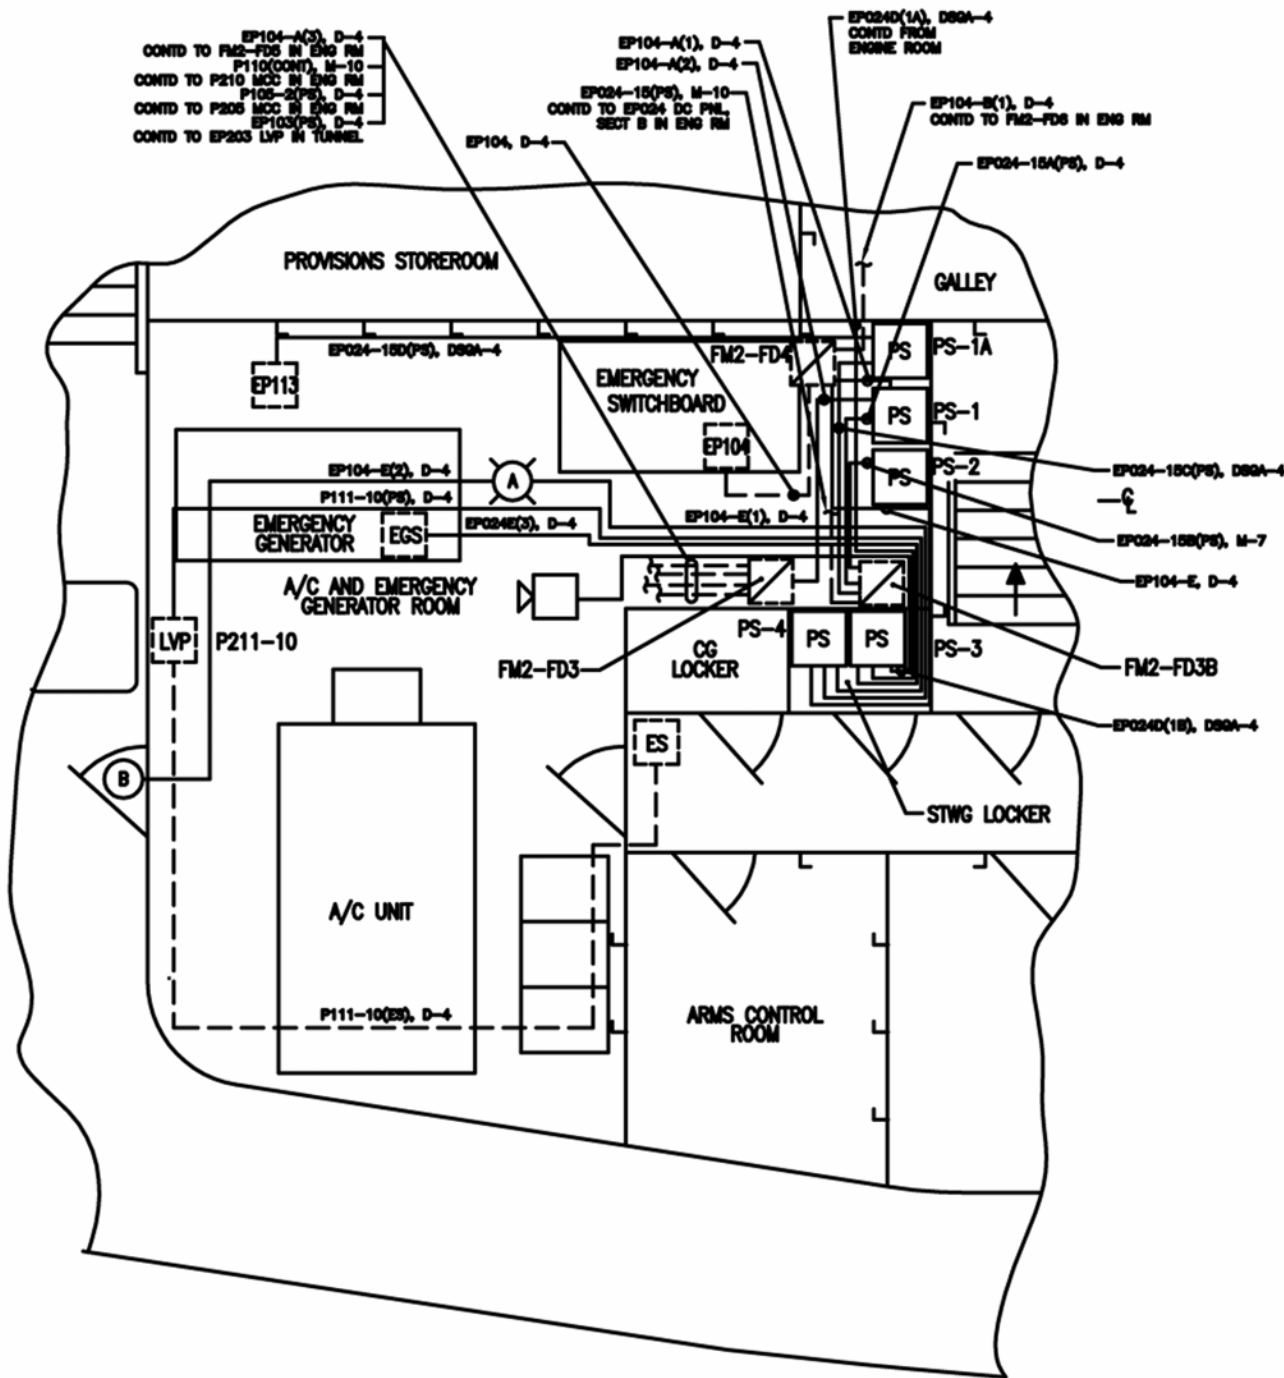 EP104-A(3), D-4
CONTD TO FM2-FD5 IN ENG RM
P110(CONT), M-10
CONTD TO P210 MCC IN ENG RM
P105-2(PS), D-4
CONTD TO P205 MCC IN ENG RM
EP103(PS), D-4
CONTD TO EP203 LVP IN TUNNEL
EP104-A(1), D-4
EP104-A(2), D-4
EP024-15(PS), M-10
CONTD TO EP024 DC PNL,
SECT B IN ENG RM
EP104, D-4
EP024D(1A), DSGA-4
CONTD FROM
ENGINE ROOM
EP104-B(1), D-4
CONTD TO FM2-FD6 IN ENG RM
EP024-15A(PS), D-4
PROVISIONS STOREROOM
GALLEY
EP024-15D(PS), DSGA-4
FM2-FD4
PS
PS-1A
EP113
EMERGENCY
SWITCHBOARD
PS
PS-1
EP104
PS
PS-2
EP024-15C(PS), DSGA-4
EP104-E(2), D-4
A
P111-10(PS), D-4
EP104-E(1), D-4
EP024E(3), D-4
EMERGENCY
GENERATOR
EGS
℄
EP024-15B(PS), M-7
EP104-E, D-4
A/C AND EMERGENCY
GENERATOR ROOM
LVP
P211-10
PS-4
PS
PS
PS-3
CG
LOCKER
FM2-FD3
FM2-FD3B
EP024D(1B), DSGA-4
ES
B
STWG LOCKER
A/C UNIT
P111-10(ES), D-4
ARMS CONTROL
ROOM